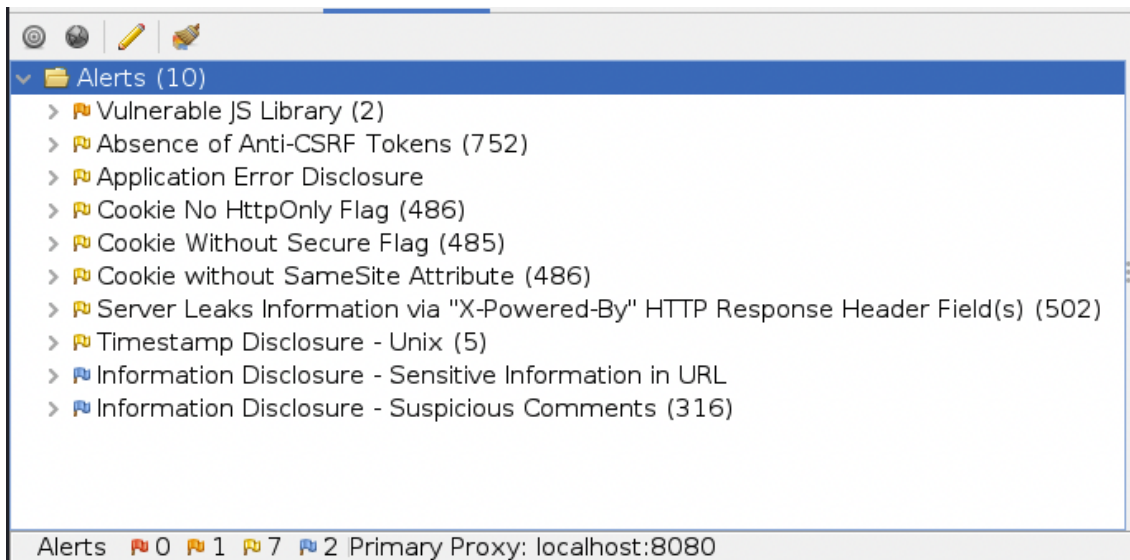 Alerts (10)
Vulnerable JS Library (2)
Absence of Anti-CSRF Tokens (752)
Application Error Disclosure
Cookie No HttpOnly Flag (486)
Cookie Without Secure Flag (485)
Cookie without SameSite Attribute (486)
Server Leaks Information via "X-Powered-By" HTTP Response Header Field(s) (502)
Timestamp Disclosure - Unix (5)
Information Disclosure - Sensitive Information in URL
Information Disclosure - Suspicious Comments (316)
Alerts 0 1 7 2 Primary Proxy: localhost:8080